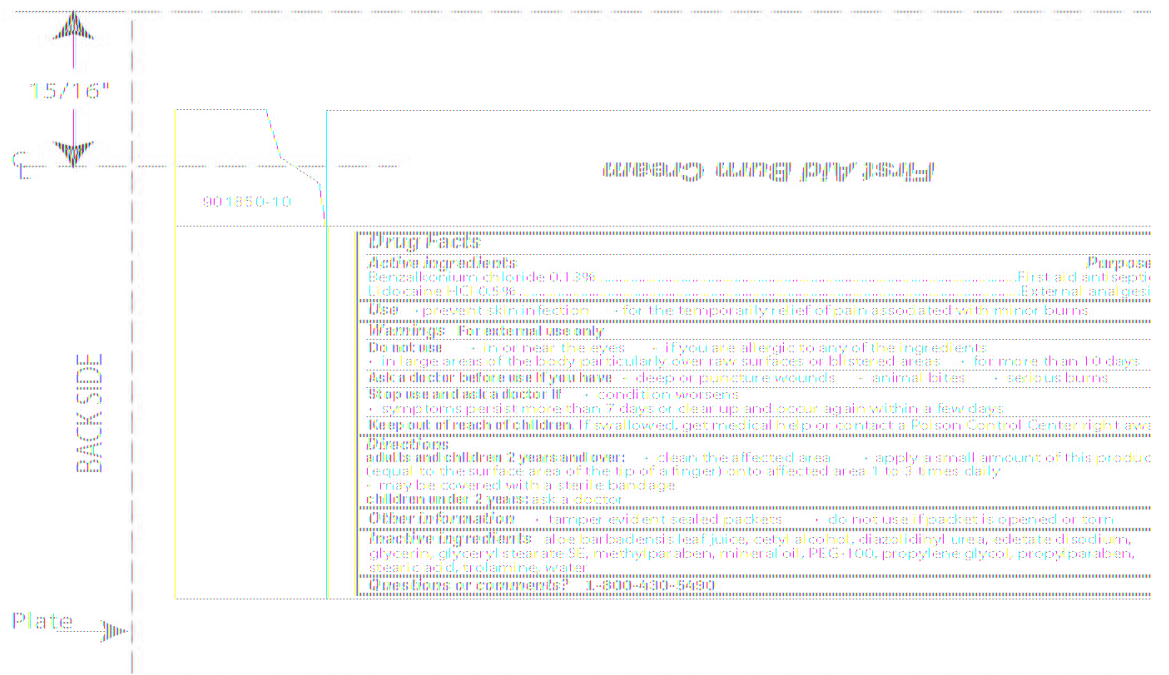 15/16"
First Aid Burn Cream
901850-10
BACK SIDE
Plate
Drug Facts
Active ingredients Purpose
Benzalkonium chloride 0.13% First aid antisepti
Lidocaine HCl 0.5% External analgesi
Use · prevent skin infection · for the temporarily relief of pain associated with minor burns
Warnings For external use only
Do not use · in or near the eyes · if you are allergic to any of the ingredients
· in large areas of the body particularly over raw surfaces or blistered areas · for more than 10 days
Ask a doctor before use if you have · deep or puncture wounds · animal bites · serious burns
Stop use and ask a doctor if · condition worsens
· symptoms persist more than 7 days or clear up and occur again within a few days
Keep out of reach of children. If swallowed, get medical help or contact a Poison Control Center right awa
Directions
adults and children 2 years and over: · clean the affected area · apply a small amount of this produc
(equal to the surface area of the tip of a finger) onto affected area 1 to 3 times daily
· may be covered with a sterile bandage
children under 2 years: ask a doctor
Other information · tamper evident sealed packets · do not use if packet is opened or torn
Inactive ingredients aloe barbadensis leaf juice, cetyl alcohol, diazolidinyl urea, edetate disodium,
glycerin, glyceryl stearate SE, methylparaben, mineral oil, PEG-100, propylene glycol, propylparaben,
stearic acid, trolamine, water
Questions or comments? 1-800-430-5490